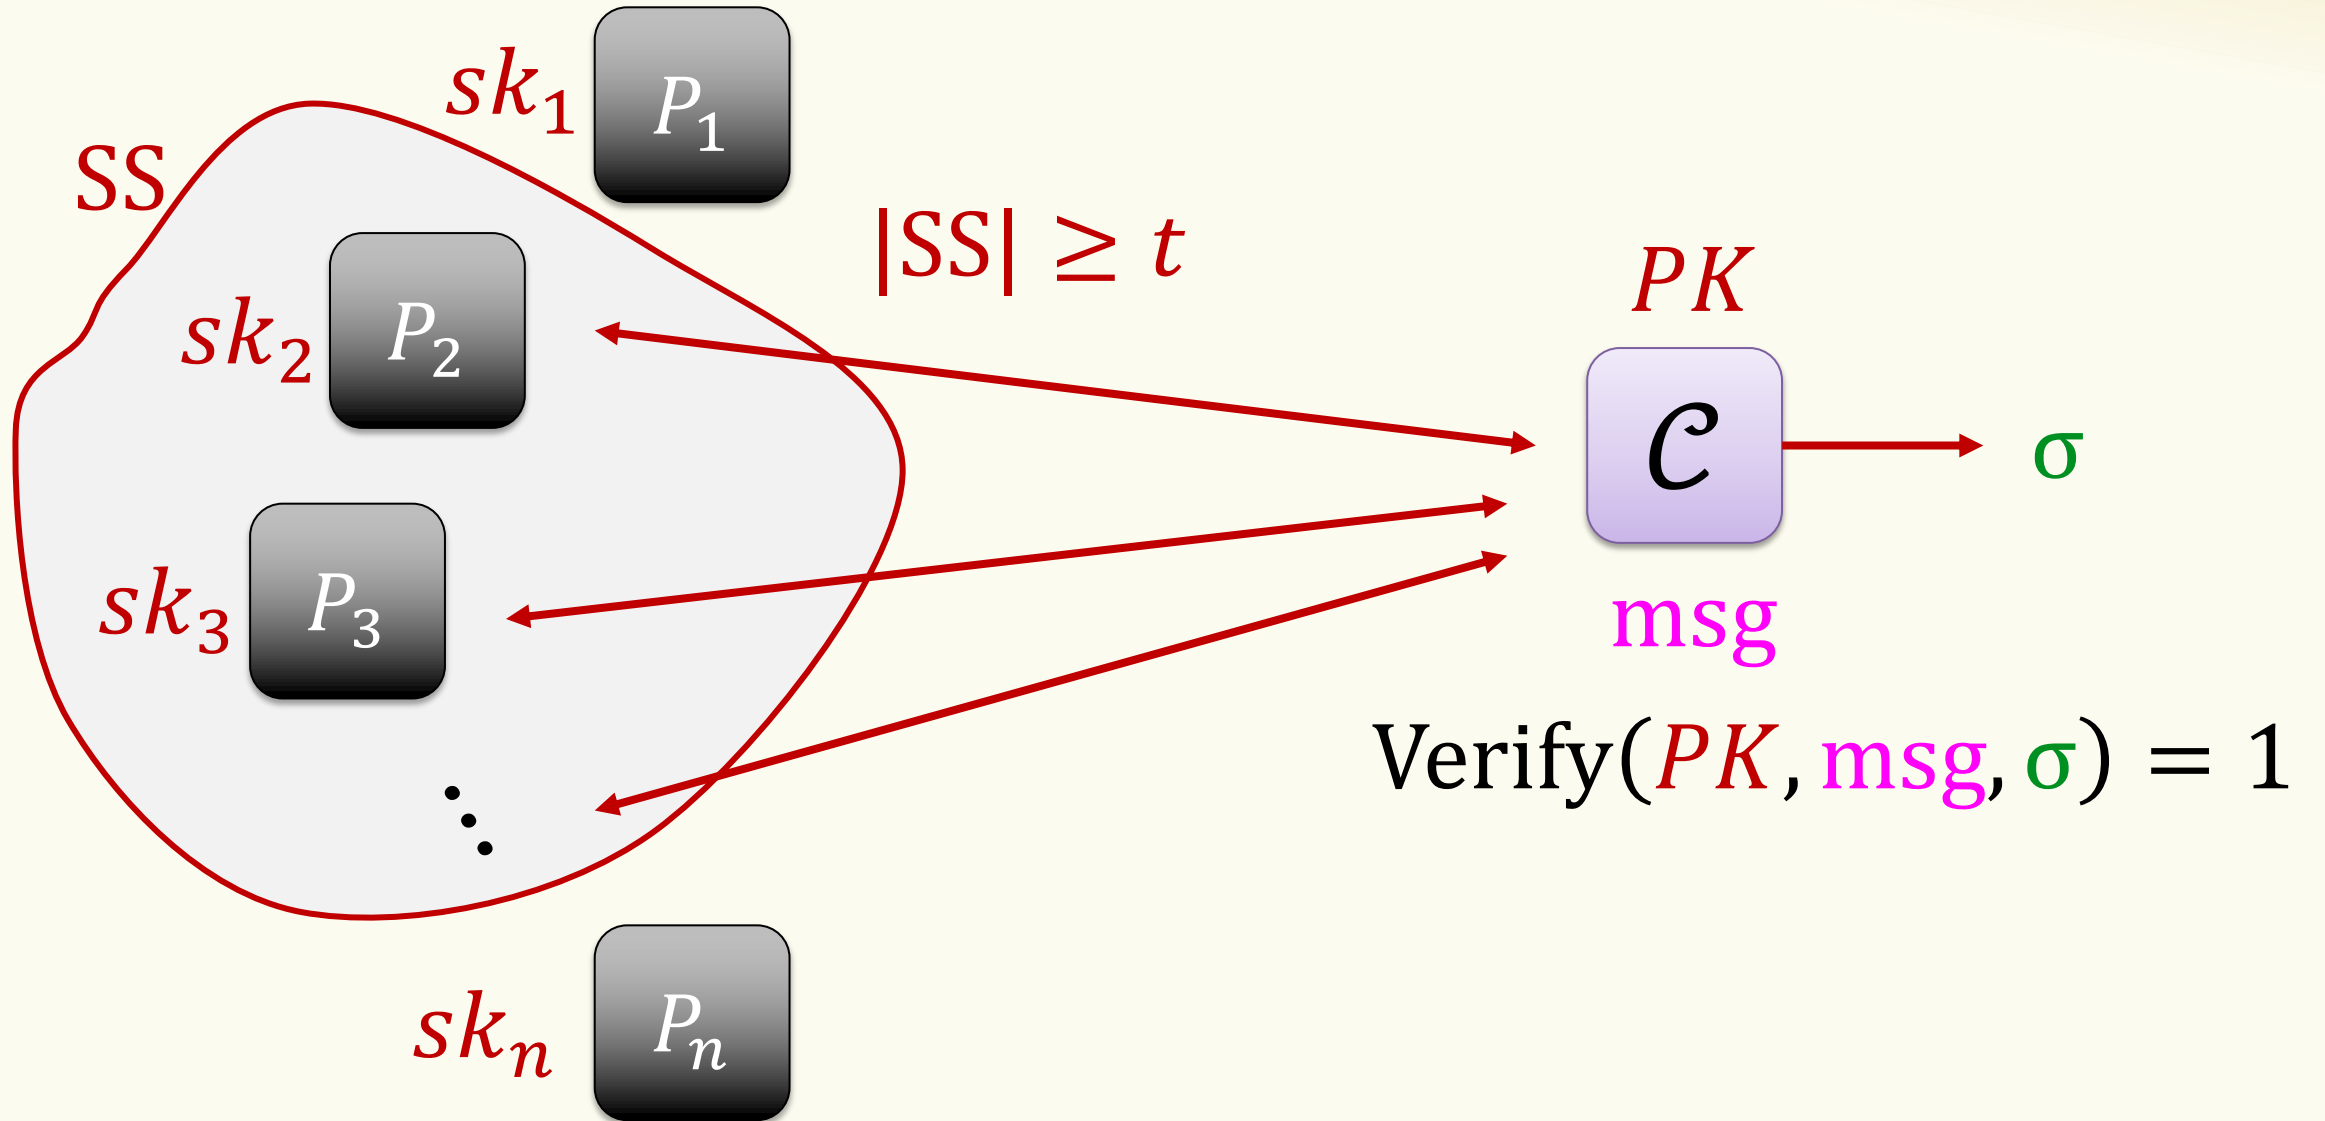 sk₁ P₁
SS
|SS| ≥ t
PK
sk₂ P₂
𝒞
σ
sk₃ P₃
msg
Verify(PK, msg, σ) = 1
skₙ Pₙ